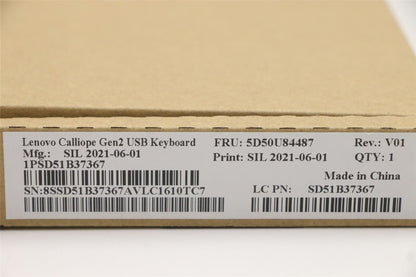 Lenovo Calliope Gen2 USB Keyboard FRU: 5D50U84487 Rev.: V01
Mfg.: SIL 2021-06-01 Print: SIL 2021-06-01 QTY: 1
1PSD51B37367 Made in China
SN:8SSD51B37367AVLC1610TC7 LC PN: SD51B37367